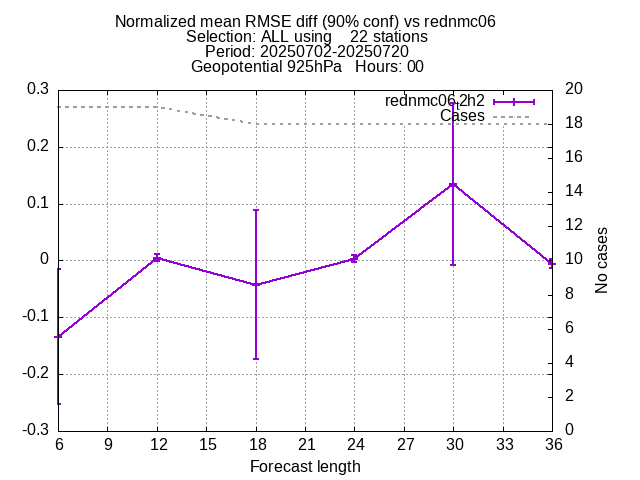 Normalized mean RMSE diff (90% conf) vs rednmc06
Selection: ALL using    22 stations
Period: 20250702-20250720
Geopotential 925hPa   Hours: 00
rednmc06_2h2
Cases
0.3
0.2
0.1
0
-0.1
-0.2
-0.3
20
18
16
14
12
10
8
6
4
2
0
No cases
6 9 12 15 18 21 24 27 30 33 36
Forecast length